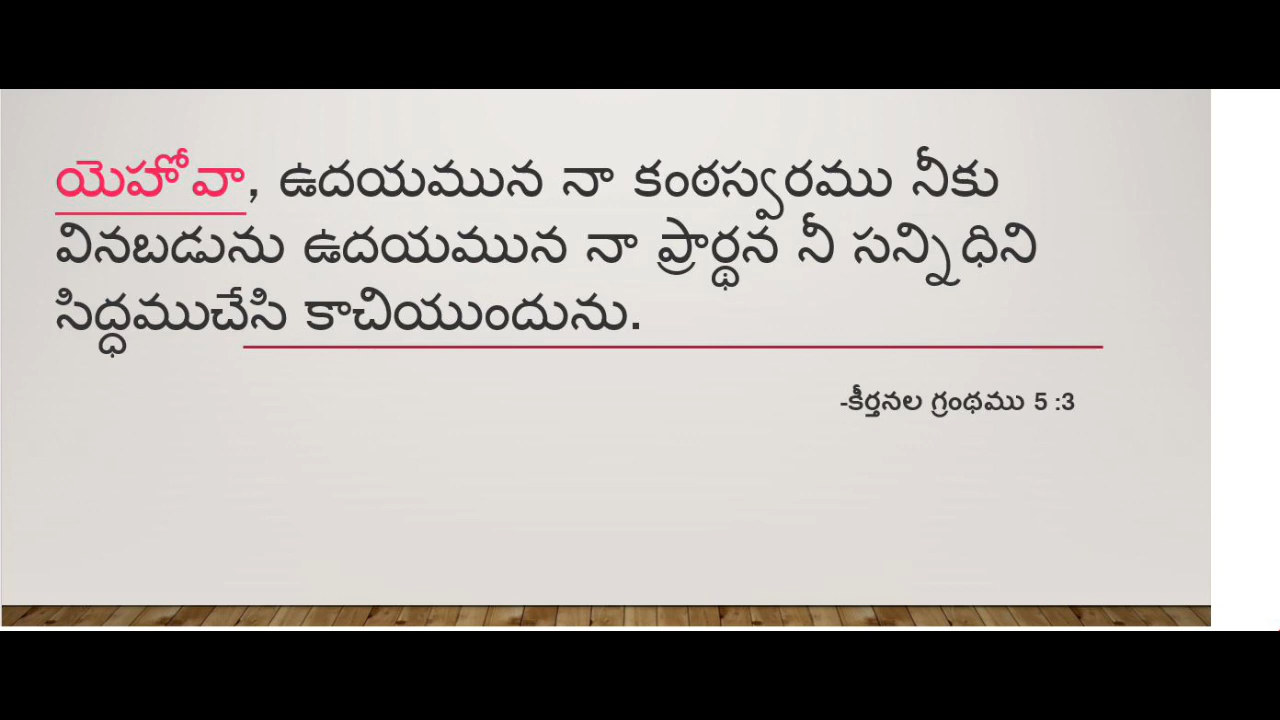 యెహోవా, ఉదయమున నా కంఠస్వరము నీకు
వినబడును ఉదయమున నా ప్రార్థన నీ సన్నిధిని
సిద్ధముచేసి కాచియుందును.
-కీర్తనల గ్రంథము 5 :3